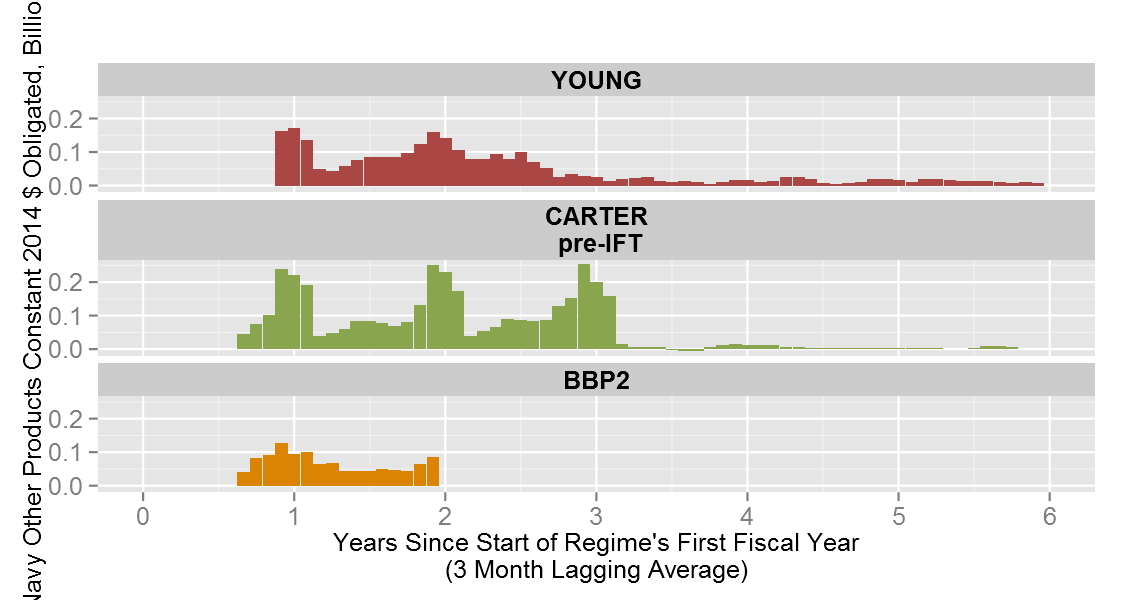 Navy Other Products Constant 2014 $ Obligated,
YOUNG
0.2
0.1
0.0
CARTER
pre-IFT
0.2
0.1
0.0
BBP2
0.2
0.1
0.0
0 1 2 3 4 5 6
Years Since Start of Regime's First Fiscal Year
(3 Month Lagging Average)